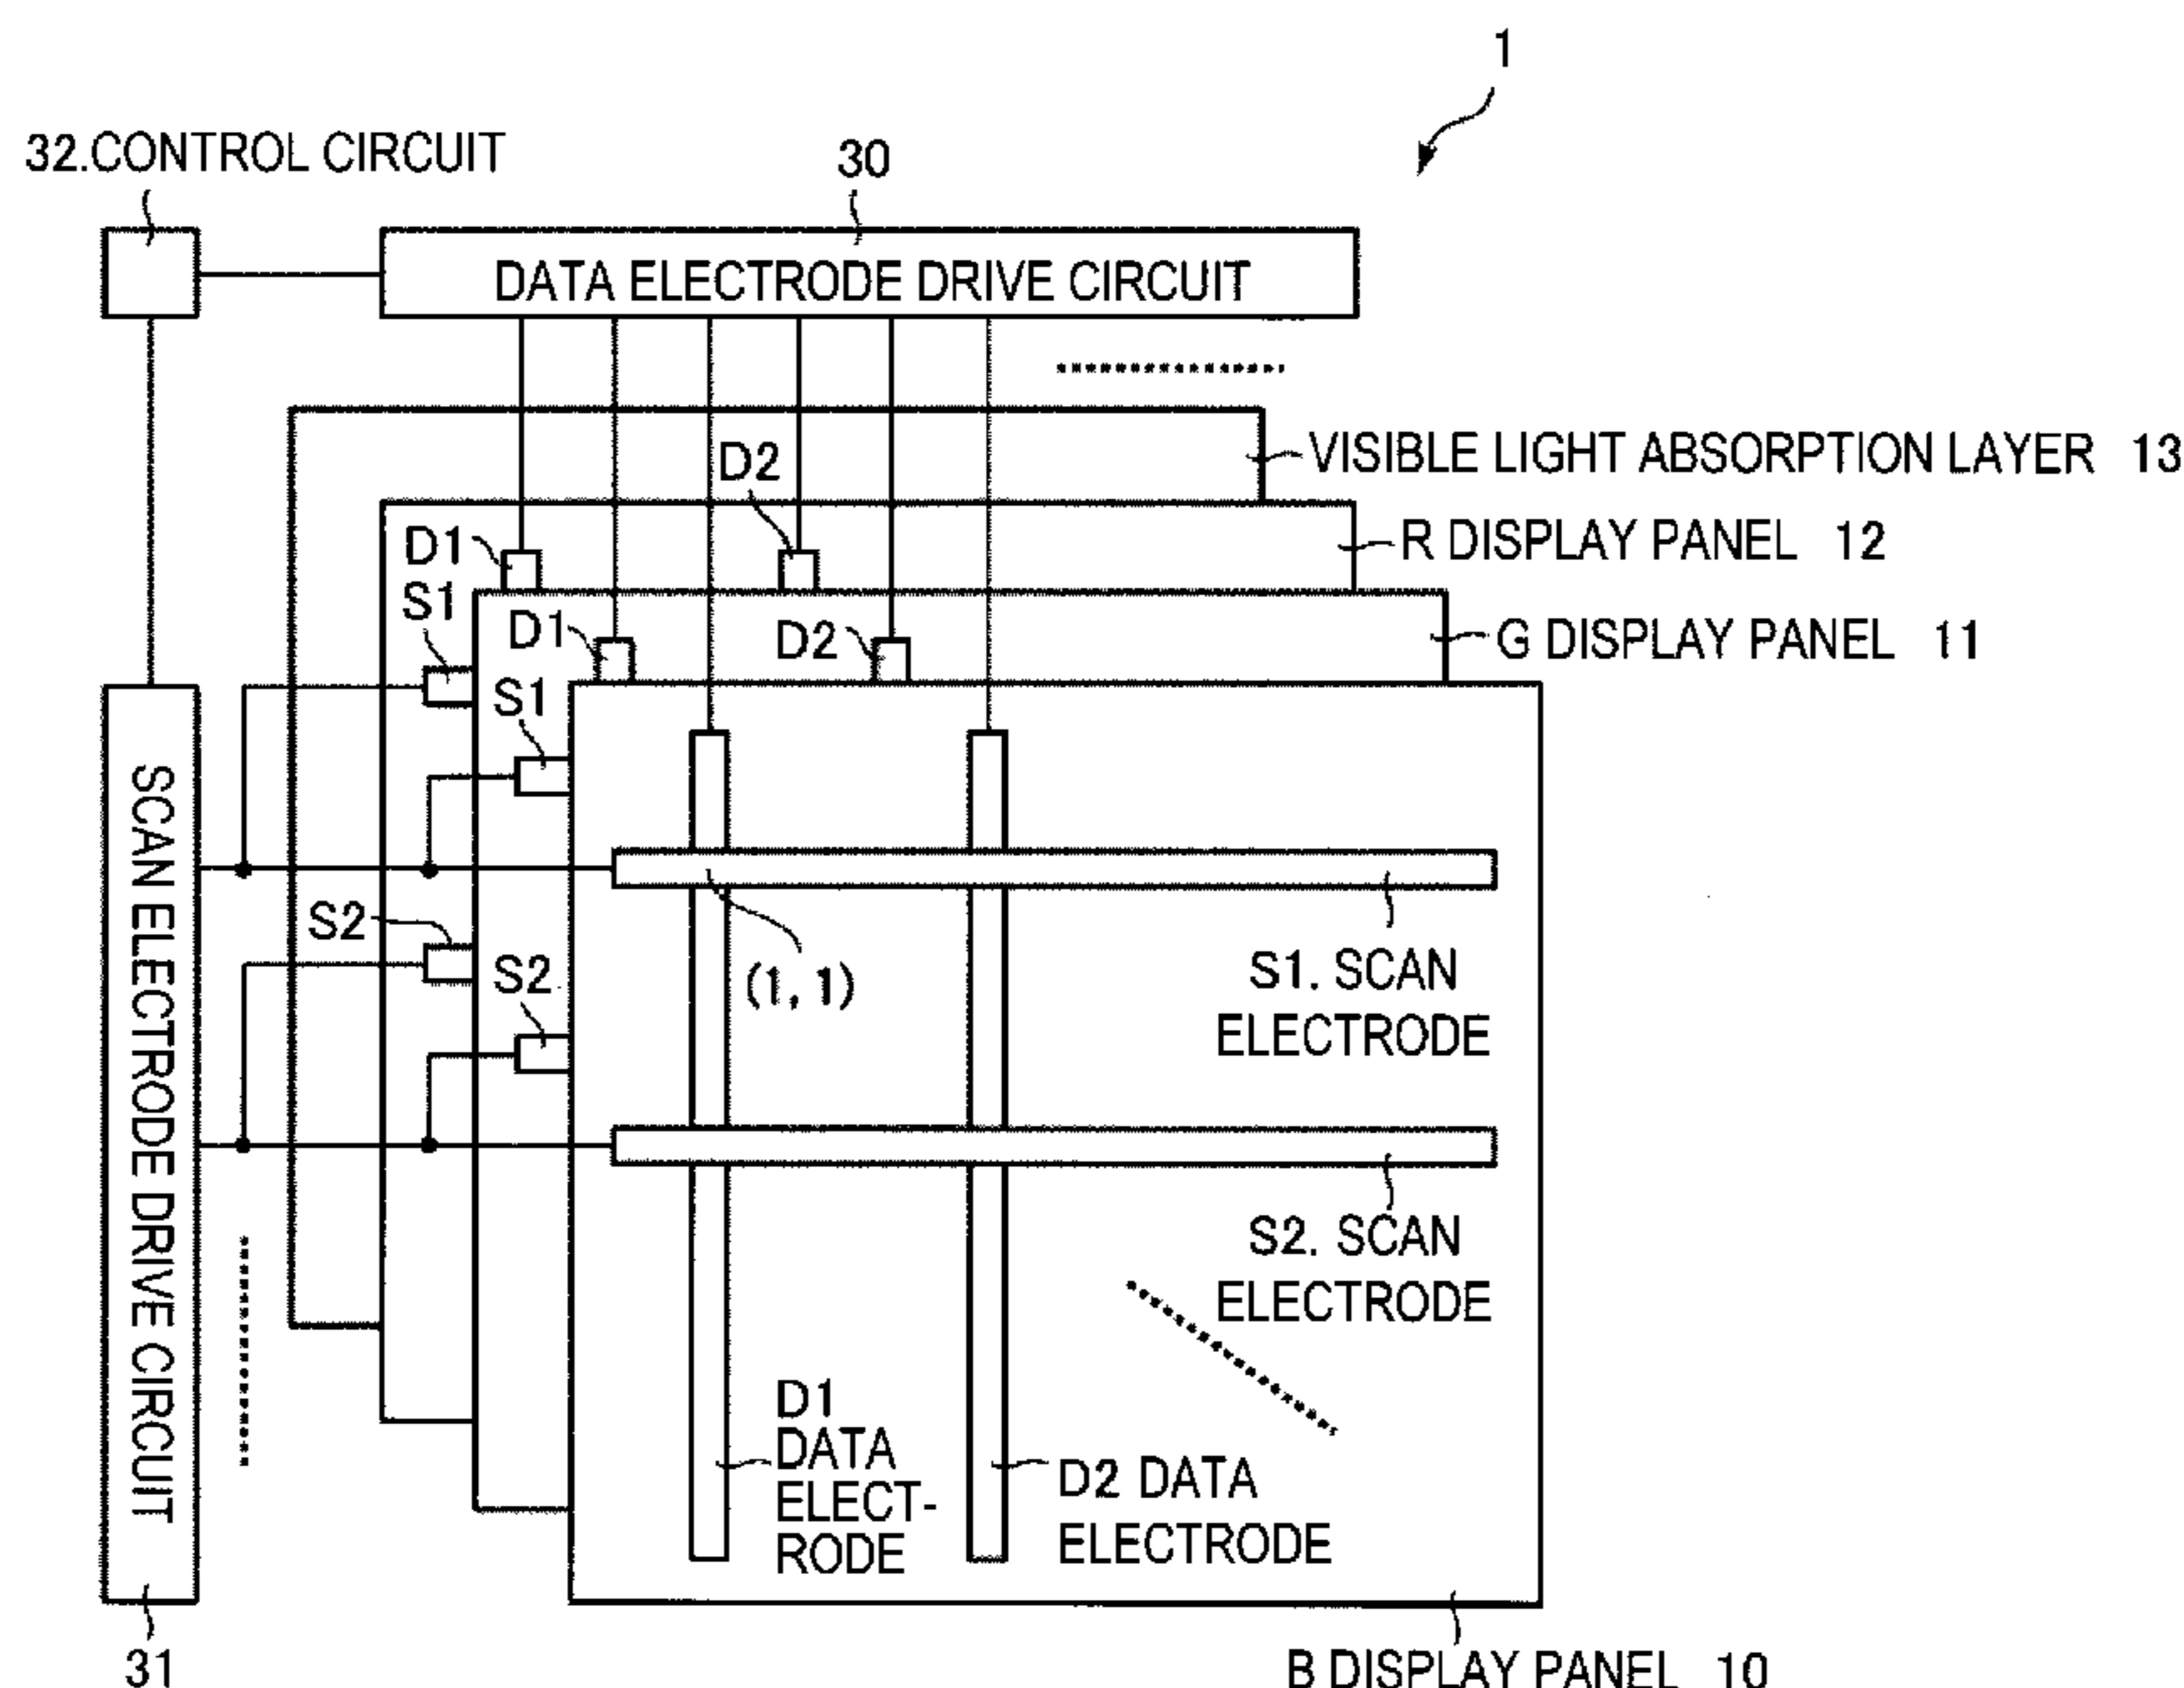 1
32.CONTROL CIRCUIT
30
DATA ELECTRODE DRIVE CIRCUIT
VISIBLE LIGHT ABSORPTION LAYER 13
D2
R DISPLAY PANEL 12
D1
S1
D1
D2
G DISPLAY PANEL 11
S1
SCAN ELECTRODE DRIVE CIRCUIT
S2
S2
(1, 1)
S1. SCAN
ELECTRODE
S2. SCAN
ELECTRODE
D1
DATA
ELECT-
RODE
D2 DATA
ELECTRODE
31
B DISPLAY PANEL 10